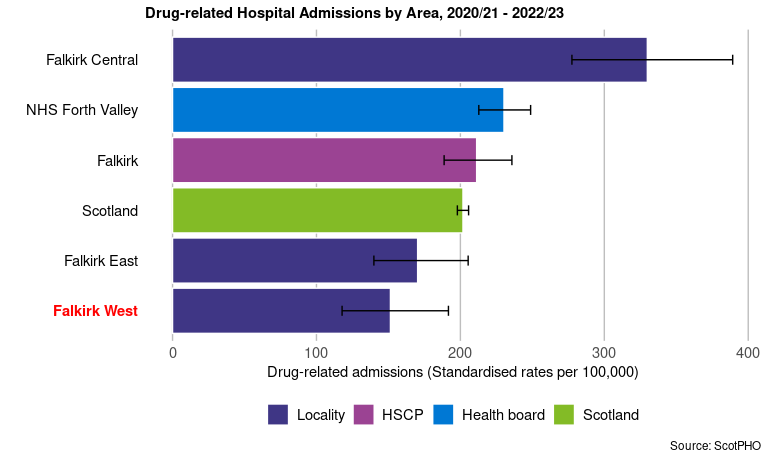 Drug-related Hospital Admissions by Area, 2020/21 - 2022/23
Falkirk Central
NHS Forth Valley
Falkirk
Scotland
Falkirk East
Falkirk West
0 100 200 300 400
Drug-related admissions (Standardised rates per 100,000)
Locality HSCP Health board Scotland
Source: ScotPHO